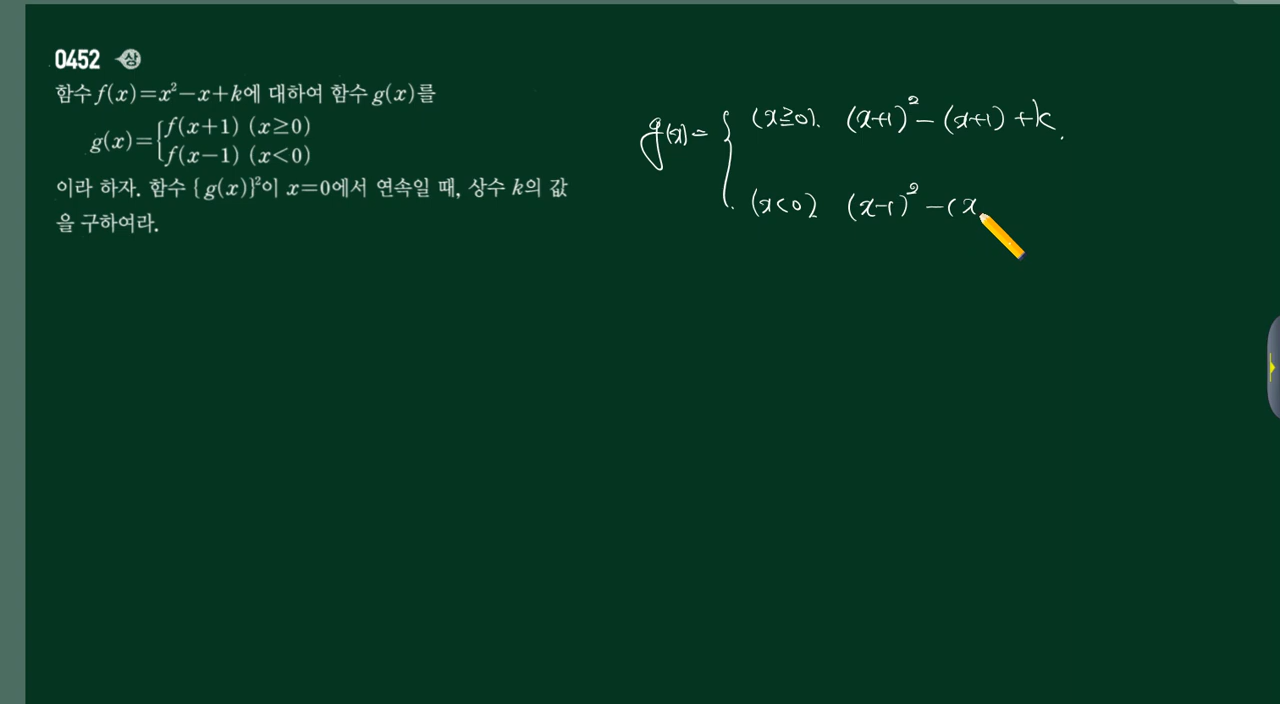 0452 상
함수 f(x)=x²-x+k에 대하여 함수 g(x)를
g(x)={f(x+1) (x≥0)
f(x-1) (x<0)
이라 하자. 함수 {g(x)}²이 x=0에서 연속일 때, 상수 k의 값
을 구하여라.
g(x)= { (x≥0). (x+1)² - (x+1) + k.
(x<0) (x-1)² - (x